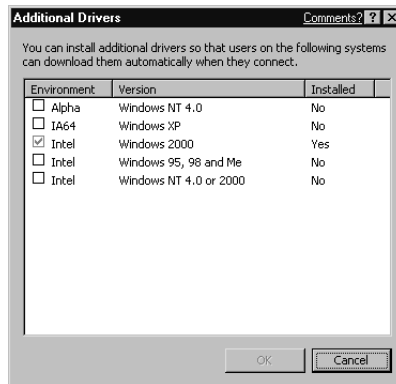 Additional Drivers Comments? ? X
You can install additional drivers so that users on the following systems
can download them automatically when they connect.
Environment Version Installed
Alpha Windows NT 4.0 No
IA64 Windows XP No
Intel Windows 2000 Yes
Intel Windows 95, 98 and Me No
Intel Windows NT 4.0 or 2000 No
OK Cancel